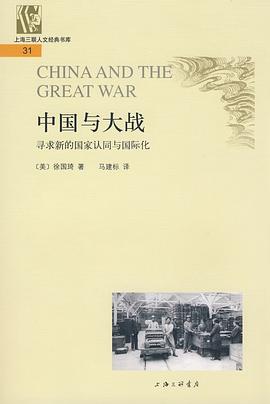 上海三联人文经典书库
31
CHINA AND THE
GREAT WAR
中国与大战
寻求新的国家认同与国际化
〔美〕徐国琦 著 马建标 译
上海三联书店